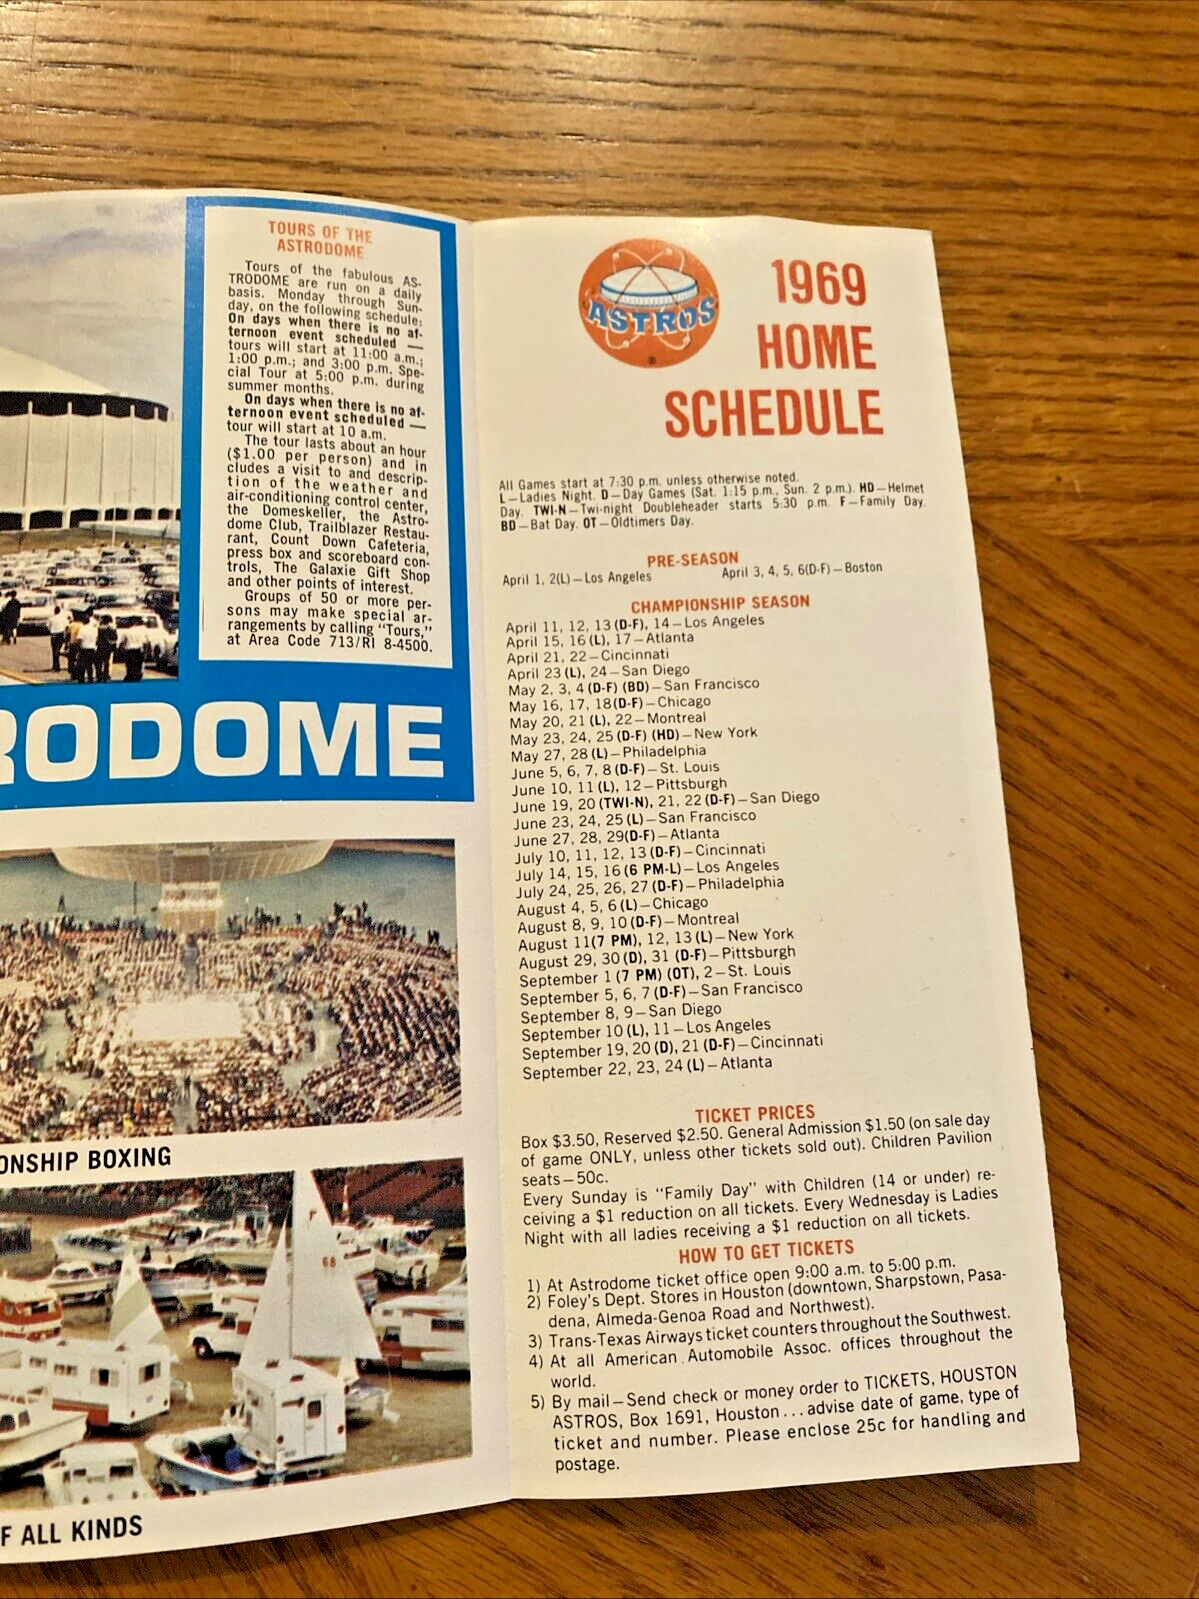 TOURS OF THE
ASTRODOME
Tours of the fabulous AS-
TRODOME are run on a daily
basis. Monday through Sun-
day, on the following schedule:
On days when there is no af-
ternoon event scheduled —
tours will start at 11:00 a.m.;
1:00 p.m.; and 3:00 p.m. Spe-
cial Tour at 5:00 p.m. during
summer months.
On days when there is no af-
ternoon event scheduled —
tour will start at 10 a.m.
The tour lasts about an hour
($1.00 per person) and in
cludes a visit to and descrip-
tion of the weather and
air-conditioning control center,
the Domeskeller, the Astro-
dome Club, Trailblazer Restau-
rant, Count Down Cafeteria,
press box and scoreboard con-
trols, The Galaxie Gift Shop
and other points of interest.
Groups of 50 or more per-
sons may make special ar-
rangements by calling "Tours,"
at Area Code 713/RI 8-4500.
RODOME
ONSHIP BOXING
68
F ALL KINDS
ASTROS
®
1969
HOME
SCHEDULE
All Games start at 7:30 p.m. unless otherwise noted.
L—Ladies Night. D—Day Games (Sat. 1:15 p.m., Sun. 2 p.m.). HD—Helmet
Day. TWI-N—Twi-night Doubleheader starts 5:30 p.m. F—Family Day.
BD—Bat Day. OT—Oldtimers Day.
PRE-SEASON
April 1, 2(L)—Los Angeles April 3, 4, 5, 6(D-F)—Boston
CHAMPIONSHIP SEASON
April 11, 12, 13(D-F), 14—Los Angeles
April 15, 16(L), 17—Atlanta
April 21, 22—Cincinnati
April 23(L), 24—San Diego
May 2, 3, 4(D-F) (BD)—San Francisco
May 16, 17, 18(D-F)—Chicago
May 20, 21(L), 22—Montreal
May 23, 24, 25(D-F) (HD)—New York
May 27, 28(L)—Philadelphia
June 5, 6, 7, 8(D-F)—St. Louis
June 10, 11(L), 12—Pittsburgh
June 19, 20(TWI-N), 21, 22(D-F)—San Diego
June 23, 24, 25(L)—San Francisco
June 27, 28, 29(D-F)—Atlanta
July 10, 11, 12, 13(D-F)—Cincinnati
July 14, 15, 16(6 PM-L)—Los Angeles
July 24, 25, 26, 27(D-F)—Philadelphia
August 4, 5, 6(L)—Chicago
August 8, 9, 10(D-F)—Montreal
August 11(7 PM), 12, 13(L)—New York
August 29, 30(D), 31(D-F)—Pittsburgh
September 1(7 PM) (OT), 2—St. Louis
September 5, 6, 7(D-F)—San Francisco
September 8, 9—San Diego
September 10(L), 11—Los Angeles
September 19, 20(D), 21(D-F)—Cincinnati
September 22, 23, 24(L)—Atlanta
TICKET PRICES
Box $3.50, Reserved $2.50. General Admission $1.50 (on sale day
of game ONLY, unless other tickets sold out). Children Pavilion
seats—50c.
Every Sunday is "Family Day" with Children (14 or under) re-
ceiving a $1 reduction on all tickets. Every Wednesday is Ladies
Night with all ladies receiving a $1 reduction on all tickets.
HOW TO GET TICKETS
1) At Astrodome ticket office open 9:00 a.m. to 5:00 p.m.
2) Foley's Dept. Stores in Houston (downtown, Sharpstown, Pasa-
dena, Almeda-Genoa Road and Northwest).
3) Trans-Texas Airways ticket counters throughout the Southwest.
4) At all American Automobile Assoc. offices throughout the
world.
5) By mail—Send check or money order to TICKETS, HOUSTON
ASTROS, Box 1691, Houston...advise date of game, type of
ticket and number. Please enclose 25c for handling and
postage.